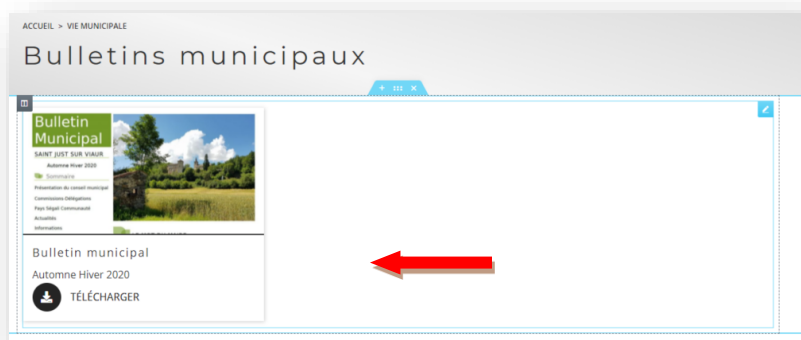 ACCUEIL > VIE MUNICIPALE
Bulletins municipaux
Bulletin
Municipal
SAINT JUST SUR VIAUR
Automne Hiver 2020
Sommaire
Présentation du conseil municipal
Commissions-Délégations
Pays Ségali Communauté
Actualités
Informations
Bulletin municipal
Automne Hiver 2020
TÉLÉCHARGER